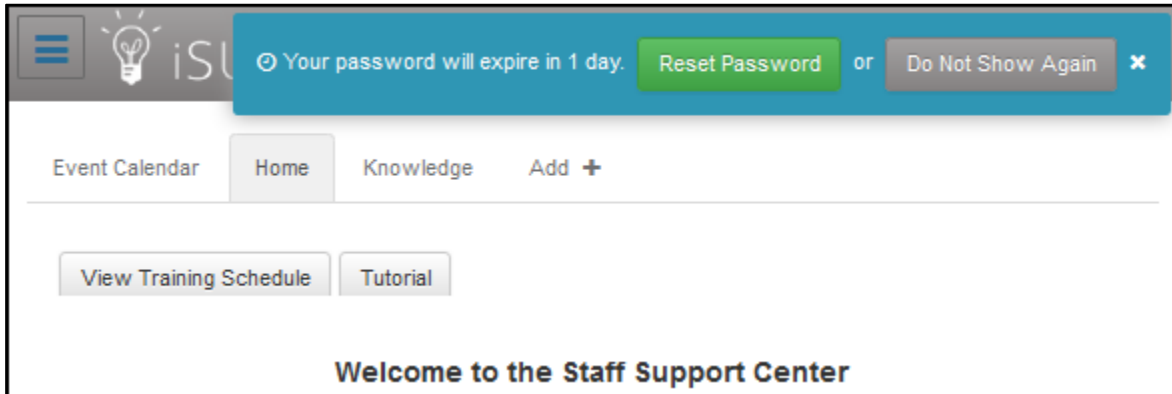 Your password will expire in 1 day. Reset Password or Do Not Show Again
Event Calendar Home Knowledge Add +
View Training Schedule Tutorial
Welcome to the Staff Support Center